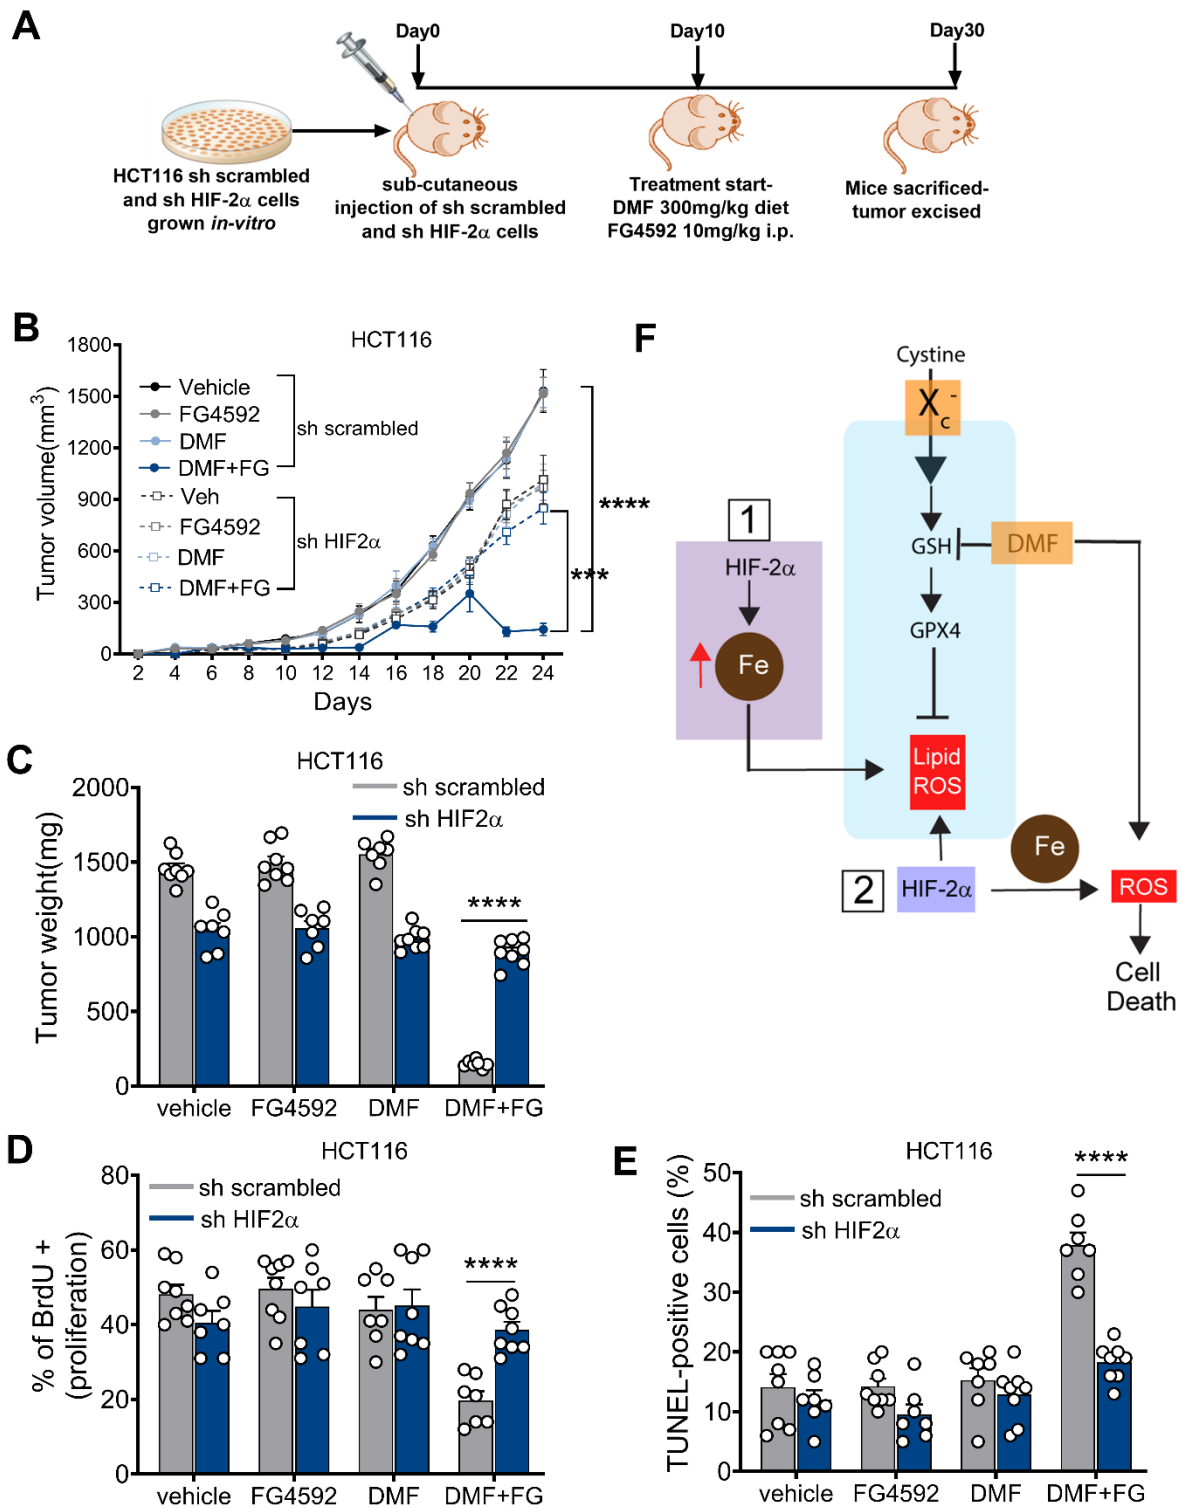 A
Day0
Day10
Day30
HCT116 sh scrambled
and sh HIF-2α cells
grown in-vitro
sub-cutaneous
injection of sh scrambled
and sh HIF-2α cells
Treatment start-
DMF 300mg/kg diet
FG4592 10mg/kg i.p.
Mice sacrificed-
tumor excised
B
HCT116
Tumor volume(mm³)
1800
1500
1200
900
600
300
0
Vehicle
FG4592
DMF
DMF+FG
sh scrambled
Veh
FG4592
DMF
DMF+FG
sh HIF2α
****
***
2 4 6 8 10 12 14 16 18 20 22 24
Days
C
HCT116
sh scrambled
sh HIF2α
Tumor weight(mg)
2000
1500
1000
500
0
****
vehicle FG4592 DMF DMF+FG
D
HCT116
sh scrambled
sh HIF2α
% of BrdU +
(proliferation)
80
60
40
20
0
****
vehicle FG4592 DMF DMF+FG
E
HCT116
sh scrambled
sh HIF2α
TUNEL-positive cells (%)
50
40
30
20
10
0
****
vehicle FG4592 DMF DMF+FG
F
Cystine
Xc-
1
HIF-2α
Fe
GSH
DMF
GPX4
Lipid
ROS
2
HIF-2α
Fe
ROS
Cell
Death